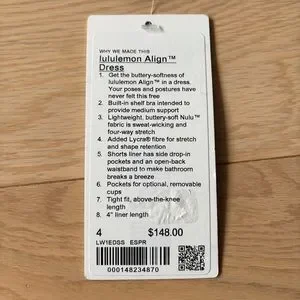 WHY WE MADE THIS
lululemon Align™
Dress
1. Get the buttery-softness of
lululemon Align™ in a dress.
Your poses and postures have
never felt this free
2. Built-in shelf bra intended to
provide medium support
3. Lightweight, buttery-soft Nulu™
fabric is sweat-wicking and
four-way stretch
4. Added Lycra® fibre for stretch
and shape retention
5. Shorts liner has side drop-in
pockets and an open-back
waistband to make bathroom
breaks a breeze
6. Pockets for optional, removable
cups
7. Tight fit, above-the-knee
length
8. 4" liner length
4 $148.00
LW1EDSS ESPR
000148234870